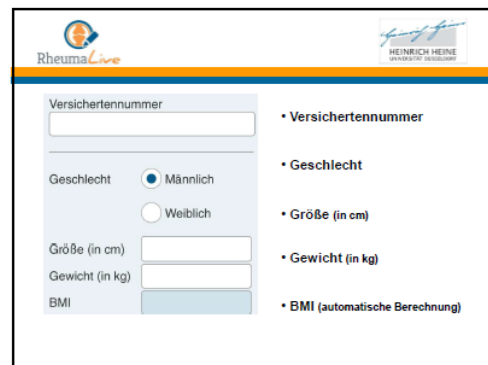 RheumaLive
HEINRICH HEINE
UNIVERSITÄT DÜSSELDORF
Versichertennummer
Geschlecht
Männlich
Weiblich
Größe (in cm)
Gewicht (in kg)
BMI
• Versichertennummer
• Geschlecht
• Größe (in cm)
• Gewicht (in kg)
• BMI (automatische Berechnung)